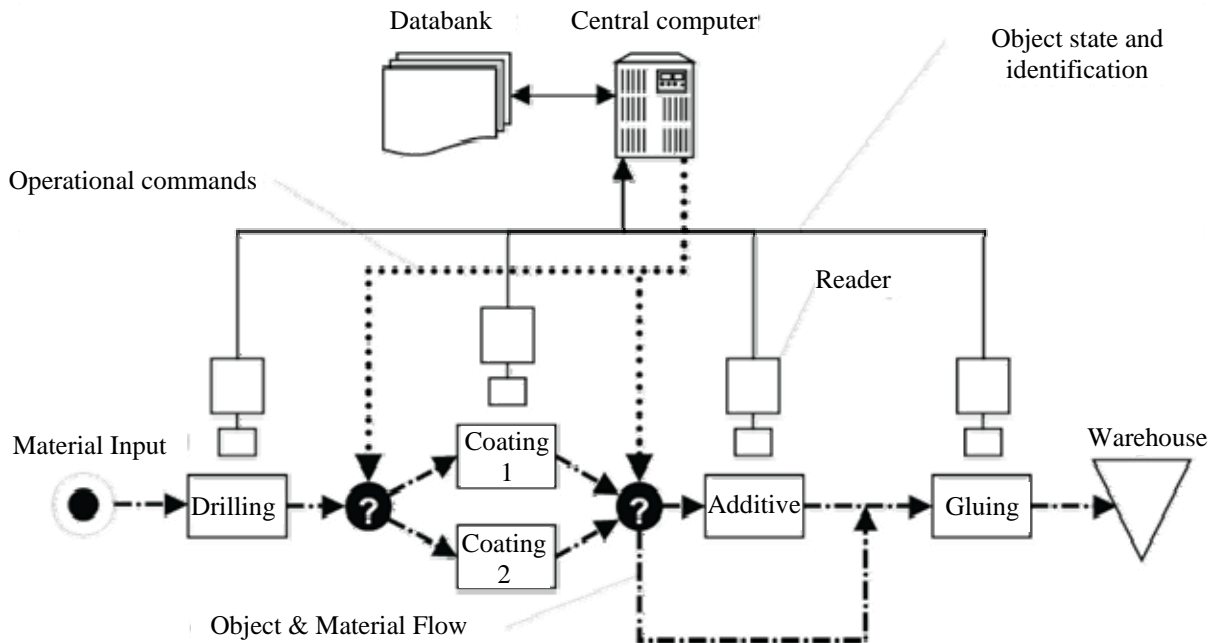 Databank
Central computer
Object state and
identification
Operational commands
Reader
Material Input
Warehouse
Coating
1
Drilling
?
?
Additive
Gluing
Coating
2
Object & Material Flow